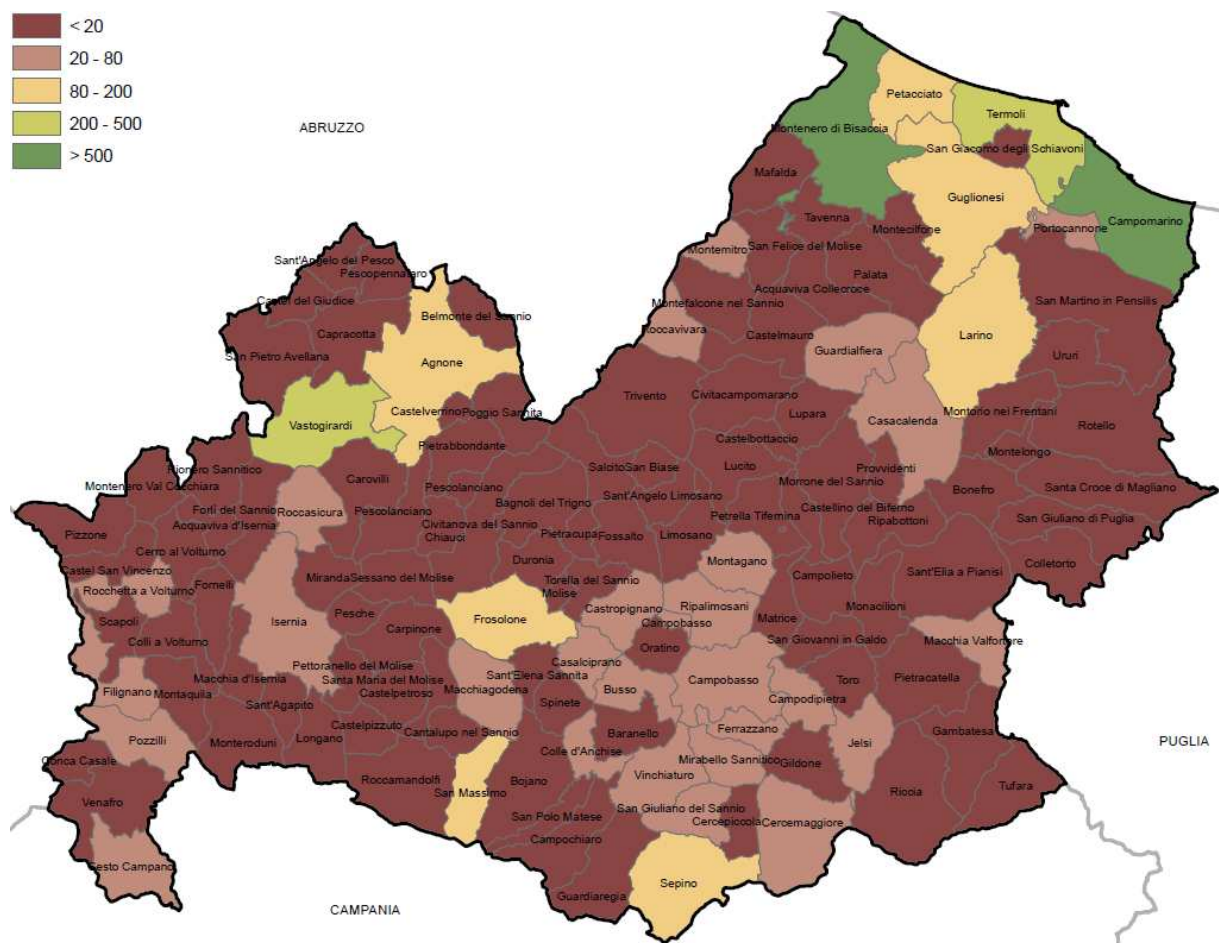 < 20
20 - 80
80 - 200
200 - 500
> 500
ABRUZZO
PUGLIA
CAMPANIA
Petacciato
Termoli
Montenero di Bisaccia
San Giacomo degli Schiavoni
Mafalda
Guglionesi
Tavenna
Montecilfone
Portocannone
Campomarino
Montemitro
San Felice del Molise
Palata
Acquaviva Collecroce
San Martino in Pensilis
Montefalcone nel Sannio
Roccavivara
Castelmauro
Guardialfiera
Larino
Ururi
Sant'Angelo del Pesco
Pescopennataro
Castel del Giudice
Belmonte del Sannio
Capracotta
San Pietro Avellana
Agnone
Trivento
Civitacampomarano
Lupara
Casacalenda
Montorio nei Frentani
Rotello
Castelverrino
Poggio Sannita
Vastogirardi
Pietrabbondante
Castelbottaccio
Montelongo
Rionero Sannitico
Montenero Val Cocchiara
Carovilli
Pescolanciano
Salcito
San Biase
Lucito
Provvidenti
Morrone del Sannio
Bonefro
Santa Croce di Magliano
Forlì del Sannio
Roccasicura
Pescolanciano
Bagnoli del Trigno
Sant'Angelo Limosano
Castellino del Biferno
Petrella Tifernina
Ripabottoni
San Giuliano di Puglia
Acquaviva d'Isernia
Civitanova del Sannio
Chiauci
Pietracupa
Fossalto
Limosano
Pizzone
Cerro al Volturno
Duronia
Montagano
Colletorto
Castel San Vincenzo
Rocchetta a Volturno
Fornelli
Miranda
Sessano del Molise
Torella del Sannio
Molise
Campolieto
Sant'Elia a Pianisi
Scapoli
Isernia
Pesche
Carpinone
Frosolone
Castropignano
Ripalimosani
Campobasso
Matrice
Monacilioni
Colli a Volturno
Oratino
San Giovanni in Galdo
Macchia Valfortore
Pettoranello del Molise
Macchia d'Isernia
Santa Maria del Molise
Castelpetroso
Macchiagodena
Sant'Elena Sannita
Casalciprano
Busso
Campobasso
Toro
Pietracatella
Filignano
Montaquila
Sant'Agapito
Spinete
Campodipietra
Pozzilli
Monteroduni
Longano
Castelpizzuto
Cantalupo nel Sannio
Baranello
Ferrazzano
Jelsi
Gambatesa
Colle d'Anchise
Mirabello Sannitico
Gildone
Conca Casale
Roccamandolfi
Bojano
Vinchiaturo
San Massimo
Riccia
Tufara
Venafro
San Polo Matese
San Giuliano del Sannio
Cercepiccola
Cercemaggiore
Campochiaro
Sesto Campano
Sepino
Guardiaregia